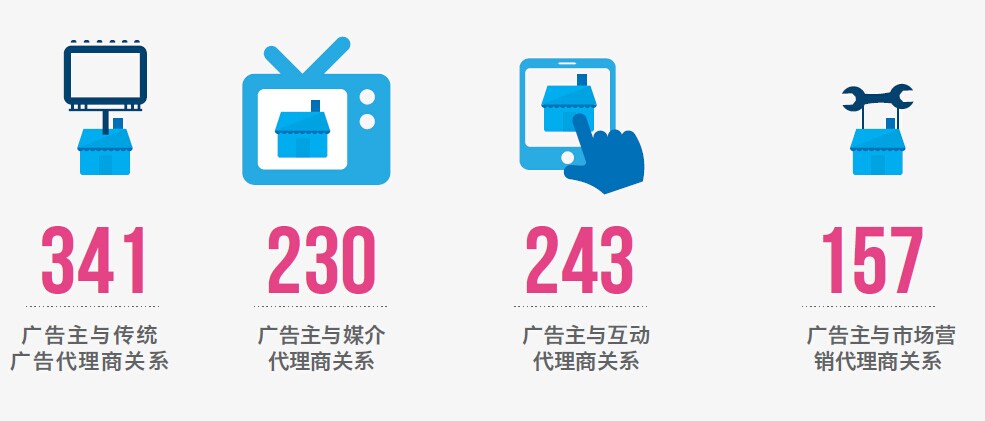 341
230
243
157
广告主与传统
广告代理商关系
广告主与媒介
代理商关系
广告主与互动
代理商关系
广告主与市场营
销代理商关系